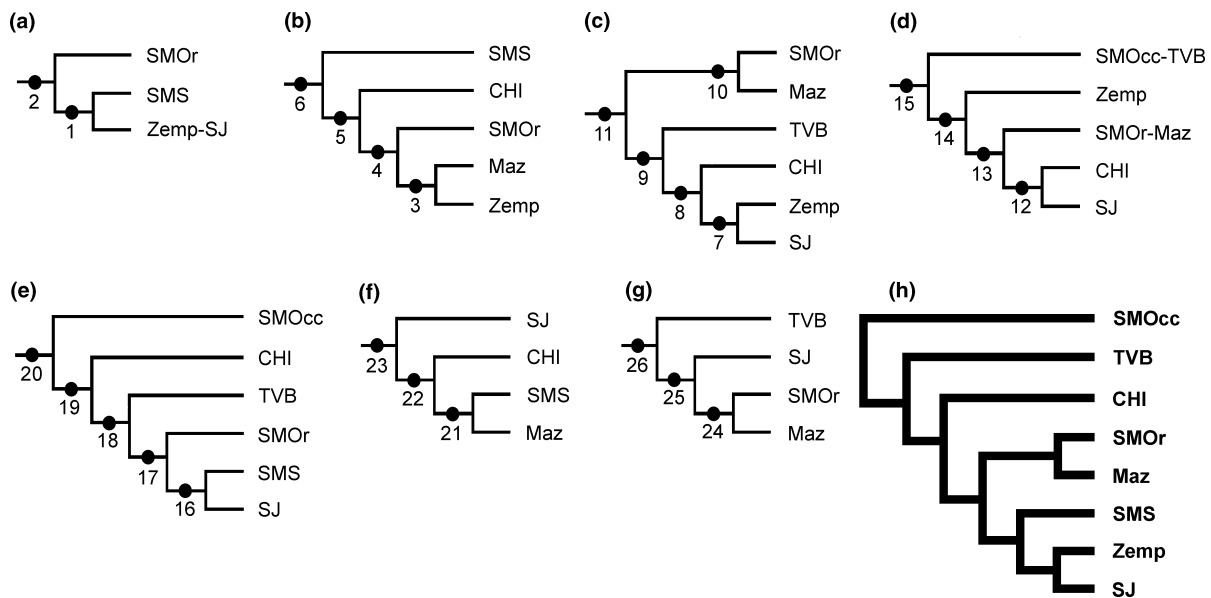 (a)
SMOr
SMS
Zemp-SJ
2
1
(b)
SMS
CHI
SMOr
Maz
Zemp
6
5
4
3
(c)
SMOr
Maz
TVB
CHI
Zemp
SJ
10
11
9
8
7
(d)
SMOcc-TVB
Zemp
SMOr-Maz
CHI
SJ
15
14
13
12
(e)
SMOcc
CHI
TVB
SMOr
SMS
SJ
20
19
18
17
16
(f)
SJ
CHI
SMS
Maz
23
22
21
(g)
TVB
SJ
SMOr
Maz
26
25
24
(h)
SMOcc
TVB
CHI
SMOr
Maz
SMS
Zemp
SJ